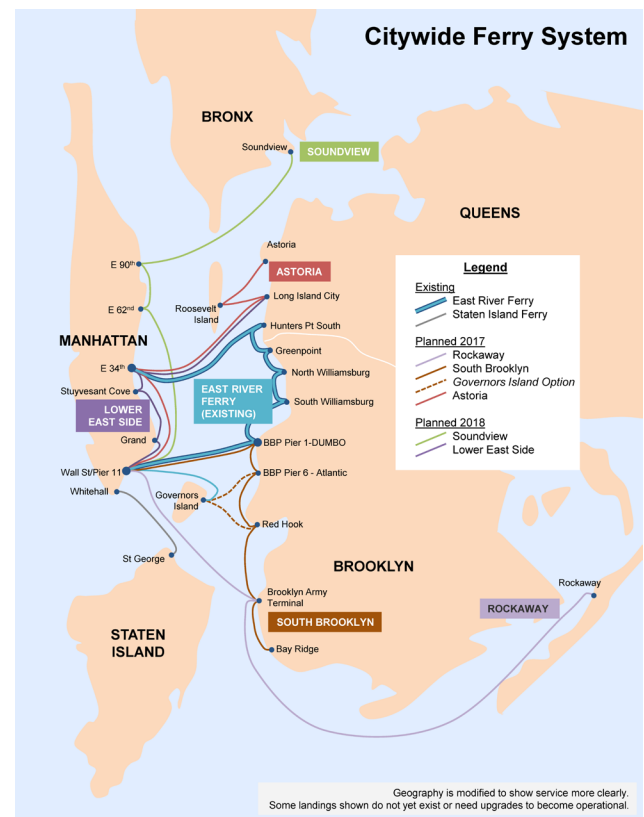 Citywide Ferry System
BRONX
Soundview
SOUNDVIEW
QUEENS
Astoria
ASTORIA
E 90th
Long Island City
E 62nd
Roosevelt
Island
Hunters Pt South
MANHATTAN
Greenpoint
E 34th
North Williamsburg
Stuyvesant Cove
EAST RIVER
FERRY
(EXISTING)
South Williamsburg
LOWER
EAST SIDE
Grand
BBP Pier 1-DUMBO
Wall St/Pier 11
BBP Pier 6 - Atlantic
Whitehall
Governors
Island
Red Hook
St George
BROOKLYN
Brooklyn Army
Terminal
Rockaway
ROCKAWAY
SOUTH BROOKLYN
STATEN
ISLAND
Bay Ridge
Legend
Existing
East River Ferry
Staten Island Ferry
Planned 2017
Rockaway
South Brooklyn
Governors Island Option
Astoria
Planned 2018
Soundview
Lower East Side
Geography is modified to show service more clearly.
Some landings shown do not yet exist or need upgrades to become operational.